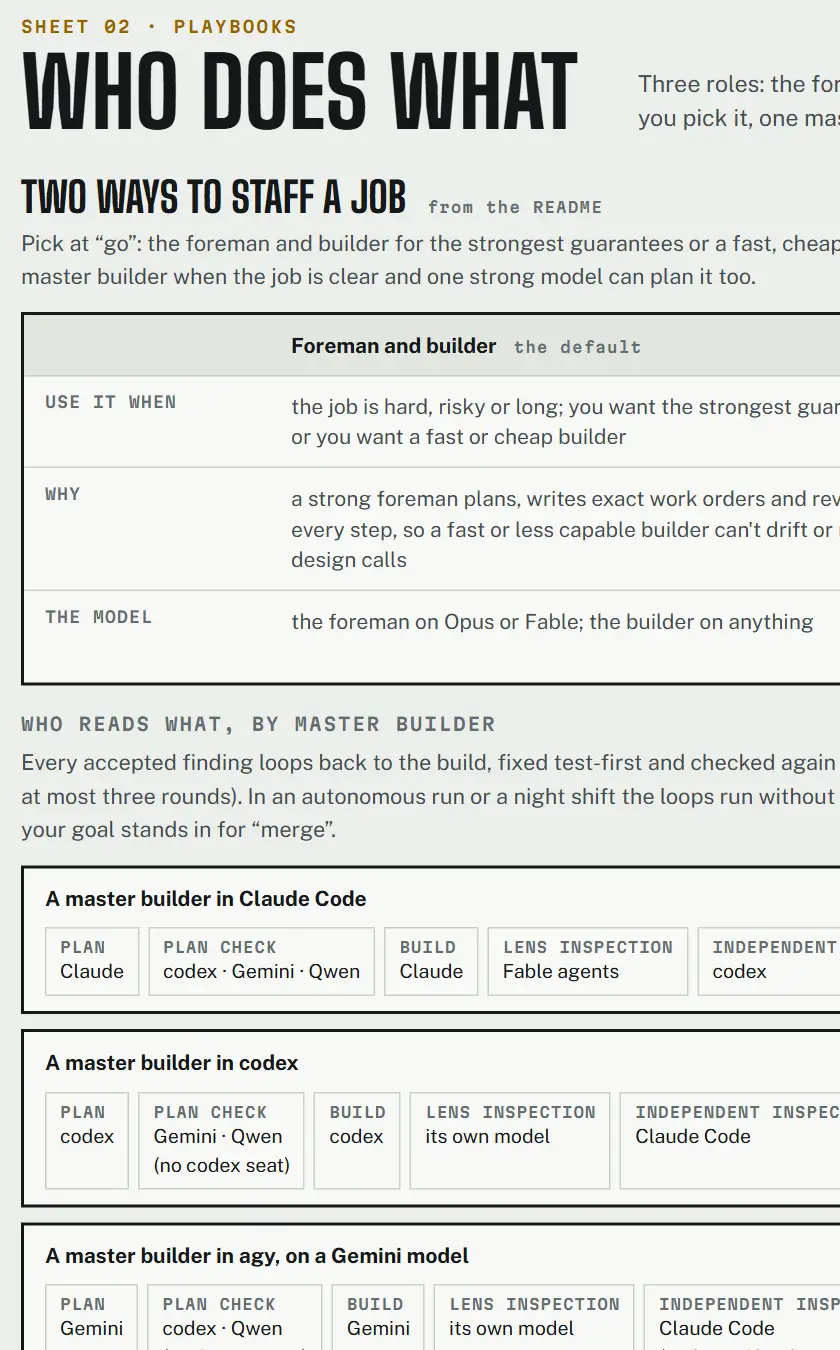 SHEET 02 · PLAYBOOKS
WHO DOES WHAT
Three roles: the for
you pick it, one mas
TWO WAYS TO STAFF A JOB from the README
Pick at “go”: the foreman and builder for the strongest guarantees or a fast, cheap
master builder when the job is clear and one strong model can plan it too.
Foreman and builder the default
USE IT WHEN
the job is hard, risky or long; you want the strongest guar
or you want a fast or cheap builder
WHY
a strong foreman plans, writes exact work orders and rev
every step, so a fast or less capable builder can't drift or
design calls
THE MODEL
the foreman on Opus or Fable; the builder on anything
WHO READS WHAT, BY MASTER BUILDER
Every accepted finding loops back to the build, fixed test-first and checked again
at most three rounds). In an autonomous run or a night shift the loops run without
your goal stands in for “merge”.
A master builder in Claude Code
PLAN
Claude
PLAN CHECK
codex · Gemini · Qwen
BUILD
Claude
LENS INSPECTION
Fable agents
INDEPENDENT
codex
A master builder in codex
PLAN
codex
PLAN CHECK
Gemini · Qwen
(no codex seat)
BUILD
codex
LENS INSPECTION
its own model
INDEPENDENT INSPEC
Claude Code
A master builder in agy, on a Gemini model
PLAN
Gemini
PLAN CHECK
codex · Qwen
BUILD
Gemini
LENS INSPECTION
its own model
INDEPENDENT INSP
Claude Code